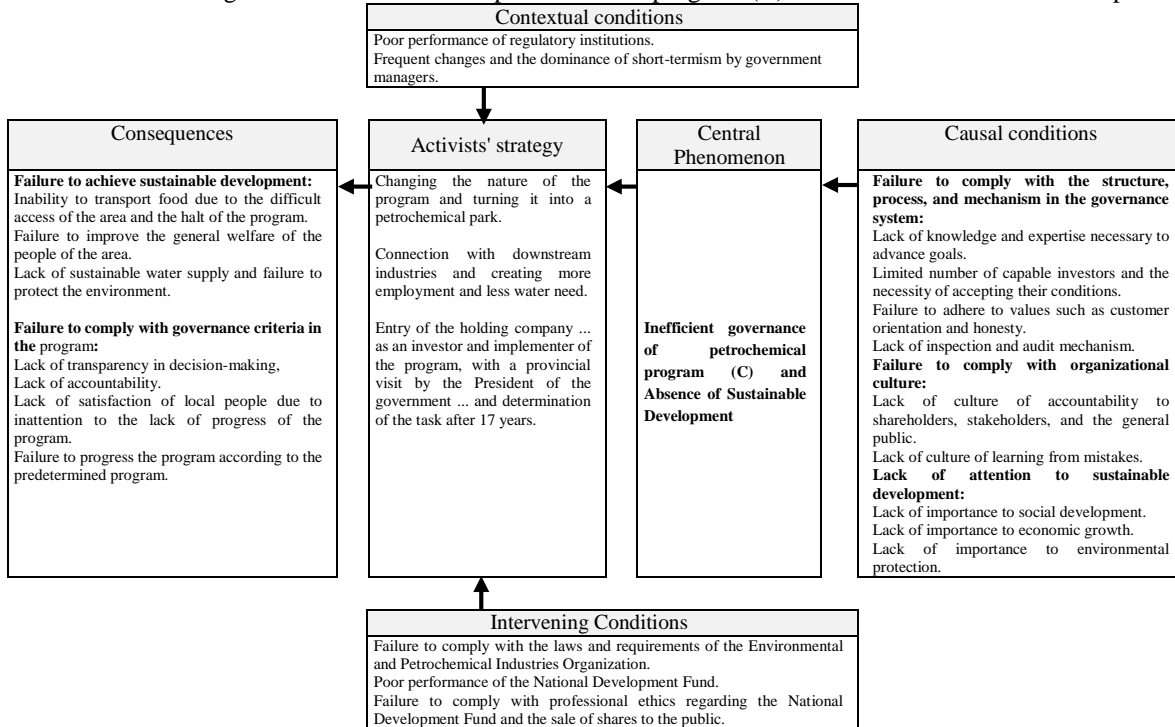 Contextual conditions
Poor performance of regulatory institutions.
Frequent changes and the dominance of short-termism by government
managers.
Consequences
Failure to achieve sustainable development:
Inability to transport food due to the difficult
access of the area and the halt of the program.
Failure to improve the general welfare of the
people of the area.
Lack of sustainable water supply and failure to
protect the environment.
Failure to comply with governance criteria in
the program:
Lack of transparency in decision-making,
Lack of accountability.
Lack of satisfaction of local people due to
inattention to the lack of progress of the
program.
Failure to progress the program according to the
predetermined program.
Activists' strategy
Changing the nature of the
program and turning it into a
petrochemical park.
Connection with downstream
industries and creating more
employment and less water need.
Entry of the holding company ...
as an investor and implementer of
the program, with a provincial
visit by the President of the
government ... and determination
of the task after 17 years.
Central
Phenomenon
Inefficient governance
of petrochemical
program (C) and
Absence of Sustainable
Development
Causal conditions
Failure to comply with the structure,
process, and mechanism in the governance
system:
Lack of knowledge and expertise necessary to
advance goals.
Limited number of capable investors and the
necessity of accepting their conditions.
Failure to adhere to values such as customer
orientation and honesty.
Lack of inspection and audit mechanism.
Failure to comply with organizational
culture:
Lack of culture of accountability to
shareholders, stakeholders, and the general
public.
Lack of culture of learning from mistakes.
Lack of attention to sustainable
development:
Lack of importance to social development.
Lack of importance to economic growth.
Lack of importance to environmental
protection.
Intervening Conditions
Failure to comply with the laws and requirements of the Environmental
and Petrochemical Industries Organization.
Poor performance of the National Development Fund.
Failure to comply with professional ethics regarding the National
Development Fund and the sale of shares to the public.